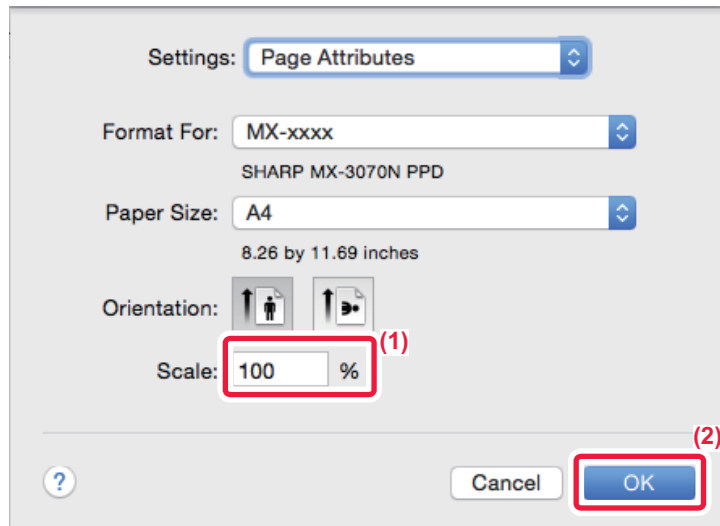 Settings: Page Attributes
Format For: MX-xxxx
SHARP MX-3070N PPD
Paper Size: A4
8.26 by 11.69 inches
Orientation:
(1)
Scale: 100 %
(2)
? Cancel OK